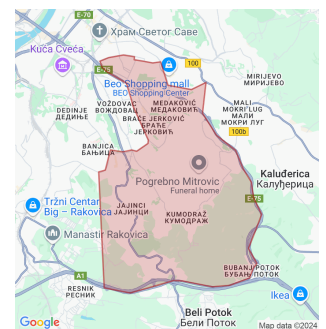 E-70
Храм Светог Саве
Кућа Цвећа
E-75
Beo Shopping mall
BEO Shopping Center
100
MIRIJEVO
МИРИЈЕВО
VOŽDOVAC
ВОЖДОВАЦ
MEDAKOVIĆ
МЕДАКОВИЋ
DEDINJE
ДЕДИЊЕ
BRAĆE JERKOVIĆ
БРАЋЕ
ЈЕРКОВИЋ
MALI
MOKRI LUG
МАЛИ
МОКРИ ЛУГ
100b
BANJICA
БАЊИЦА
Pogrebno Mitrovic
Funeral home
Kaluđerica
Калуђерица
E-75
Tržni Centar
Big – Rakovica
JAJINCI
ЈАЈИНЦИ
KUMODRAŽ
КУМОДРАЖ
Manastir Rakovica
A1
RESNIK
РЕСНИК
BUBANJ POTOK
БУБАЊ ПОТОК
Ikea
Beli Potok
Бели Поток
Google
Map data ©2024